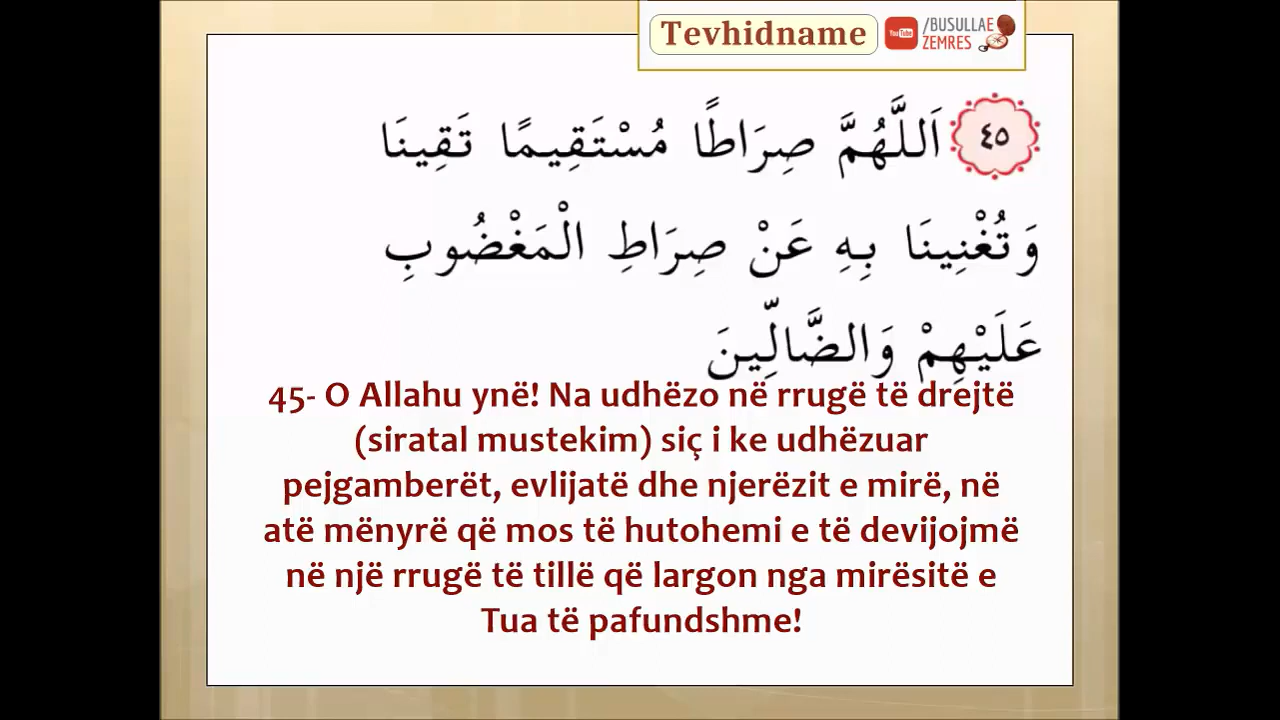 Tevhidname
You Tube
/BUSULLAE
ZEMRES
٤٥ اَللَّهُمَّ صِرَاطًا مُسْتَقِيمًا تَقِينَا
وَتُغْنِينَا بِهِ عَنْ صِرَاطِ الْمَغْضُوبِ
عَلَيْهِمْ وَالضَّالِّينَ
45- O Allahu ynë! Na udhëzo në rrugë të drejtë
(siratal mustekim) siç i ke udhëzuar
pejgamberët, evlijatë dhe njerëzit e mirë, në
atë mënyrë që mos të hutohemi e të devijojmë
në një rrugë të tillë që largon nga mirësitë e
Tua të pafundshme!